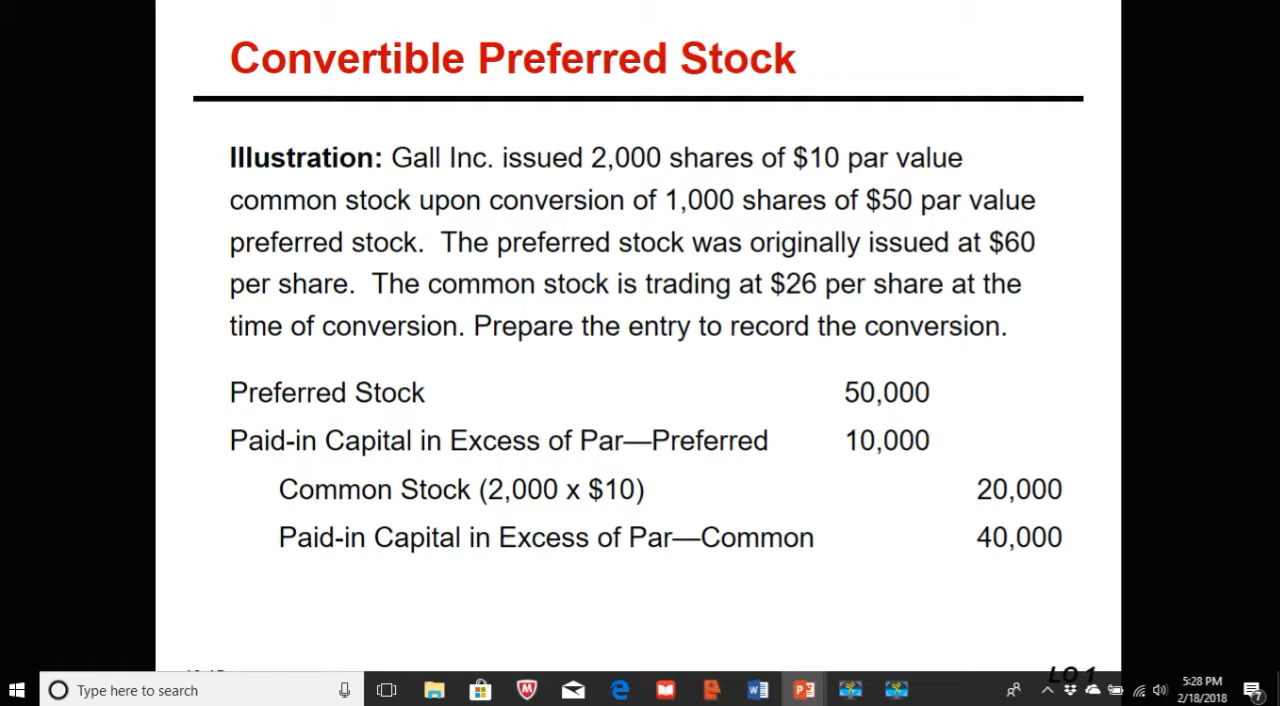 Convertible Preferred Stock
Illustration: Gall Inc. issued 2,000 shares of $10 par value
common stock upon conversion of 1,000 shares of $50 par value
preferred stock. The preferred stock was originally issued at $60
per share. The common stock is trading at $26 per share at the
time of conversion. Prepare the entry to record the conversion.
Preferred Stock 50,000
Paid-in Capital in Excess of Par—Preferred 10,000
Common Stock (2,000 x $10) 20,000
Paid-in Capital in Excess of Par—Common 40,000
LO 1
Type here to search
5:28 PM
2/18/2018
7